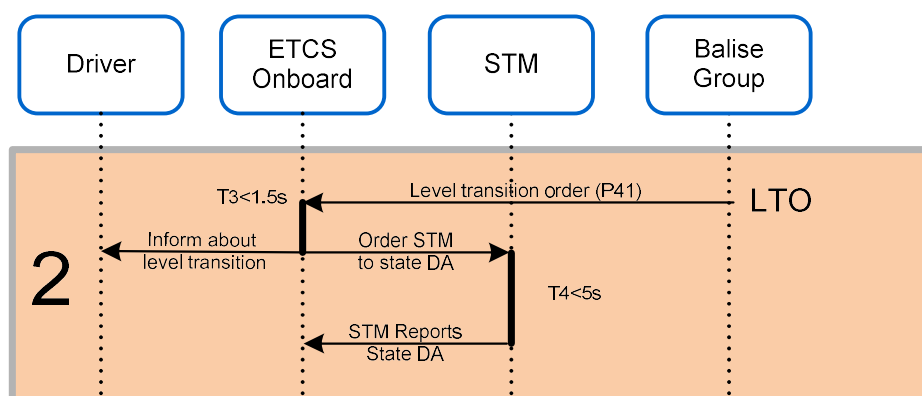 Driver
ETCS
Onboard
STM
Balise
Group
T3<1.5s
Level transition order (P41)
LTO
Inform about
level transition
Order STM
to state DA
2
T4<5s
STM Reports
State DA